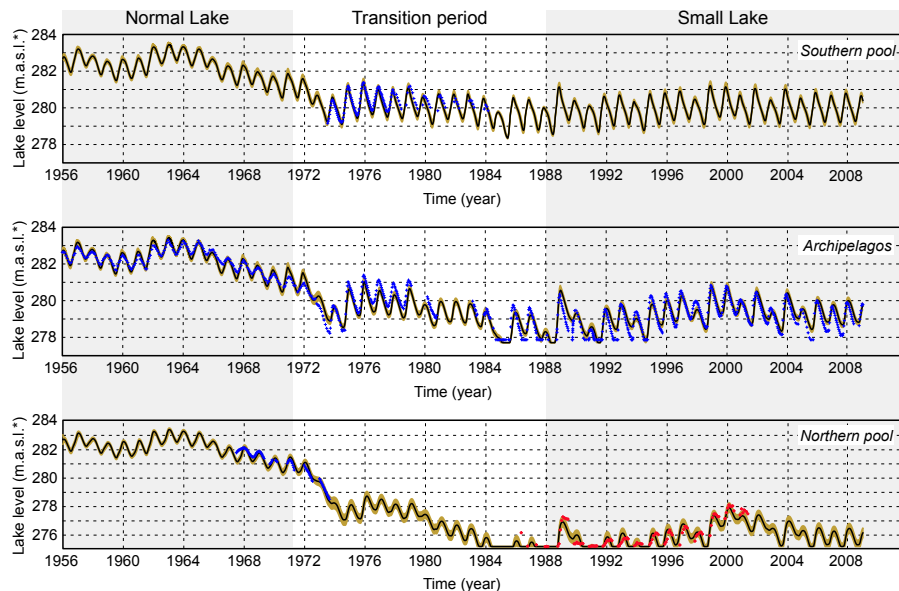 Normal Lake Transition period Small Lake
Lake level (m.a.s.l.*)
284
282
280
278
Southern pool
1956 1960 1964 1968 1972 1976 1980 1984 1988 1992 1996 2000 2004 2008
Time (year)
Lake level (m.a.s.l.*)
284
282
280
278
Archipelagos
1956 1960 1964 1968 1972 1976 1980 1984 1988 1992 1996 2000 2004 2008
Time (year)
Lake level (m.a.s.l.*)
284
282
280
278
276
Northern pool
1956 1960 1964 1968 1972 1976 1980 1984 1988 1992 1996 2000 2004 2008
Time (year)